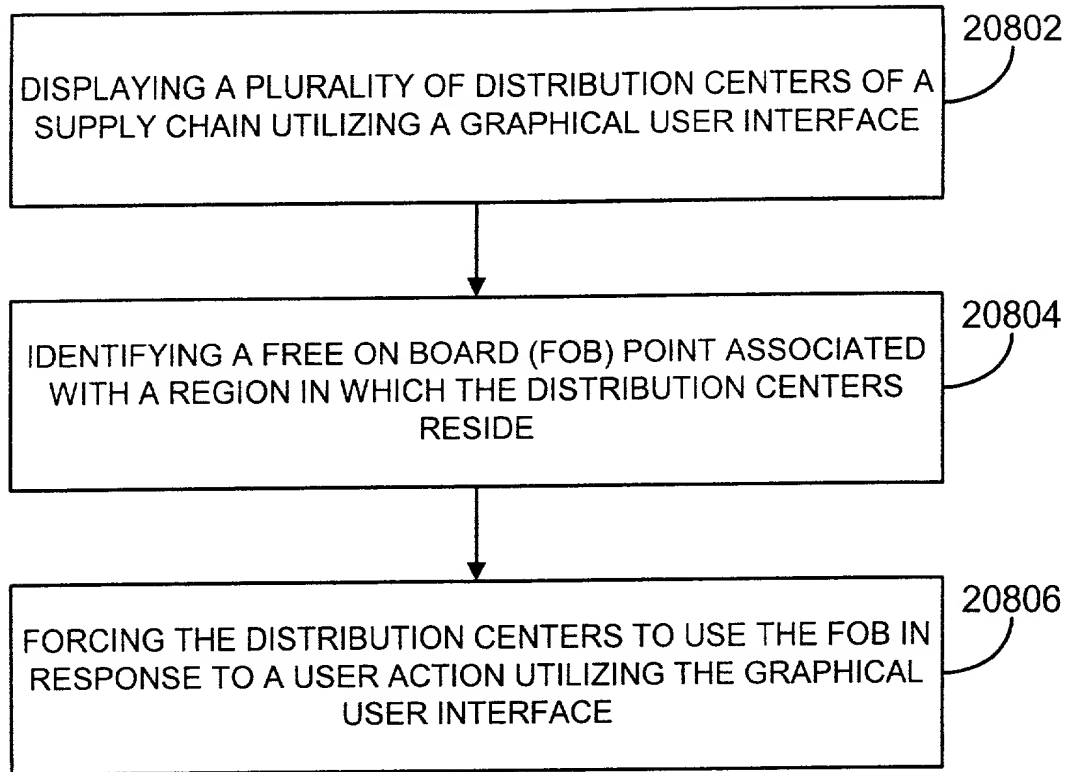 20802
DISPLAYING A PLURALITY OF DISTRIBUTION CENTERS OF A
SUPPLY CHAIN UTILIZING A GRAPHICAL USER INTERFACE
20804
IDENTIFYING A FREE ON BOARD (FOB) POINT ASSOCIATED
WITH A REGION IN WHICH THE DISTRIBUTION CENTERS
RESIDE
20806
FORCING THE DISTRIBUTION CENTERS TO USE THE FOB IN
RESPONSE TO A USER ACTION UTILIZING THE GRAPHICAL
USER INTERFACE